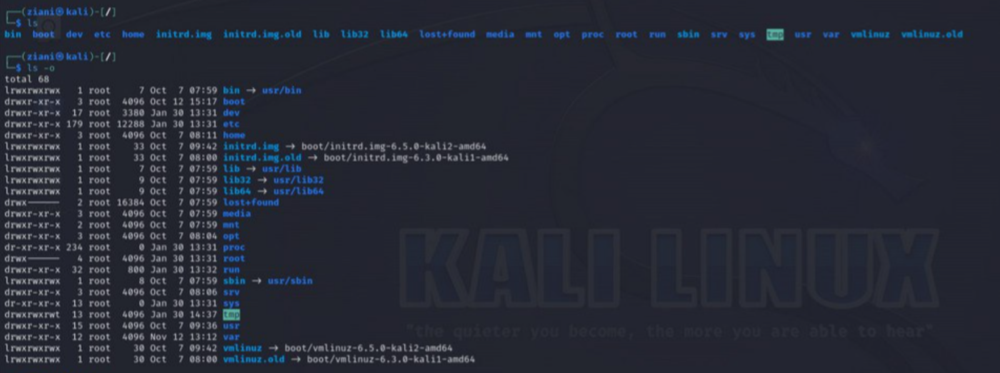 ┌──(ziani㉿kali)-[/]
└─$ ls
bin boot dev etc home initrd.img initrd.img.old lib lib32 lib64 lost+found media mnt opt proc root run sbin srv sys tmp usr var vmlinuz vmlinuz.old
┌──(ziani㉿kali)-[/]
└─$ ls -o
total 68
lrwxrwxrwx 1 root 7 Oct 7 07:59 bin → usr/bin
drwxr-xr-x 3 root 4096 Oct 12 15:17 boot
drwxr-xr-x 17 root 3380 Jan 30 13:31 dev
drwxr-xr-x 179 root 12288 Jan 30 13:31 etc
drwxr-xr-x 3 root 4096 Oct 7 08:11 home
lrwxrwxrwx 1 root 33 Oct 7 09:42 initrd.img → boot/initrd.img-6.5.0-kali2-amd64
lrwxrwxrwx 1 root 33 Oct 7 08:00 initrd.img.old → boot/initrd.img-6.3.0-kali1-amd64
lrwxrwxrwx 1 root 7 Oct 7 07:59 lib → usr/lib
lrwxrwxrwx 1 root 9 Oct 7 07:59 lib32 → usr/lib32
lrwxrwxrwx 1 root 9 Oct 7 07:59 lib64 → usr/lib64
drwx------ 2 root 16384 Oct 7 07:59 lost+found
drwxr-xr-x 3 root 4096 Oct 7 07:59 media
drwxr-xr-x 2 root 4096 Oct 7 07:59 mnt
drwxr-xr-x 3 root 4096 Oct 7 08:04 opt
dr-xr-xr-x 234 root 0 Jan 30 13:31 proc
drwx------ 4 root 4096 Jan 30 13:31 root
drwxr-xr-x 32 root 800 Jan 30 13:32 run
lrwxrwxrwx 1 root 8 Oct 7 07:59 sbin → usr/sbin
drwxr-xr-x 3 root 4096 Oct 7 08:06 srv
dr-xr-xr-x 13 root 0 Jan 30 13:31 sys
drwxrwxrwt 13 root 4096 Jan 30 14:37 tmp
drwxr-xr-x 15 root 4096 Oct 7 09:36 usr
drwxr-xr-x 12 root 4096 Nov 12 13:12 var
lrwxrwxrwx 1 root 30 Oct 7 09:42 vmlinuz → boot/vmlinuz-6.5.0-kali2-amd64
lrwxrwxrwx 1 root 30 Oct 7 08:00 vmlinuz.old → boot/vmlinuz-6.3.0-kali1-amd64
KALI LINUX
"the quieter you become, the more you are able to hear"